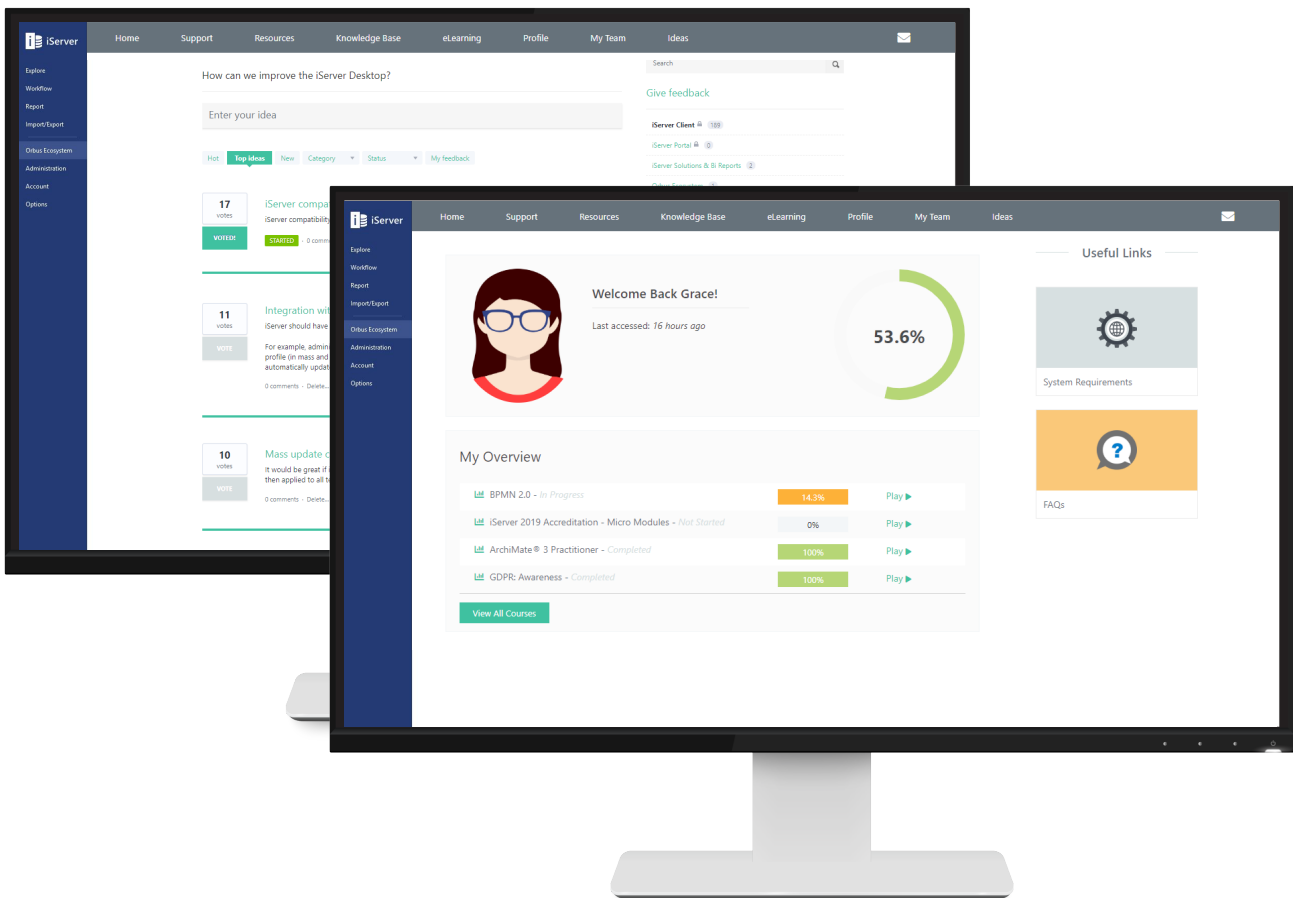 iServer
Home Support Resources Knowledge Base eLearning Profile My Team Ideas
Explore
Workflow
Report
Import/Export
Orbus Ecosystem
Administration
Account
Options
How can we improve the iServer Desktop?
Enter your idea
Hot Top ideas New Category Status My feedback
17
votes
VOTED!
iServer
iServer compatibility
STARTED · 0
11
votes
VOTE
Integration
iServer should have
For example,
profile (in mass and
automatically
0 comments · Delete...
10
votes
VOTE
Mass update
It would be great if
then applied to all
0 comments · Delete...
Search
Give feedback
iServer Client 189
iServer Portal 0
iServer Solutions & BI Reports 2
iServer
Home Support Resources Knowledge Base eLearning Profile My Team Ideas
Explore
Workflow
Report
Import/Export
Orbus Ecosystem
Administration
Account
Options
Welcome Back Grace!
Last accessed: 16 hours ago
53.6%
My Overview
BPMN 2.0 - In Progress 14.3% Play
iServer 2019 Accreditation - Micro Modules - Not Started 0% Play
ArchiMate® 3 Practitioner - Completed 100% Play
GDPR: Awareness - Completed 100% Play
View All Courses
Useful Links
System Requirements
?
FAQs